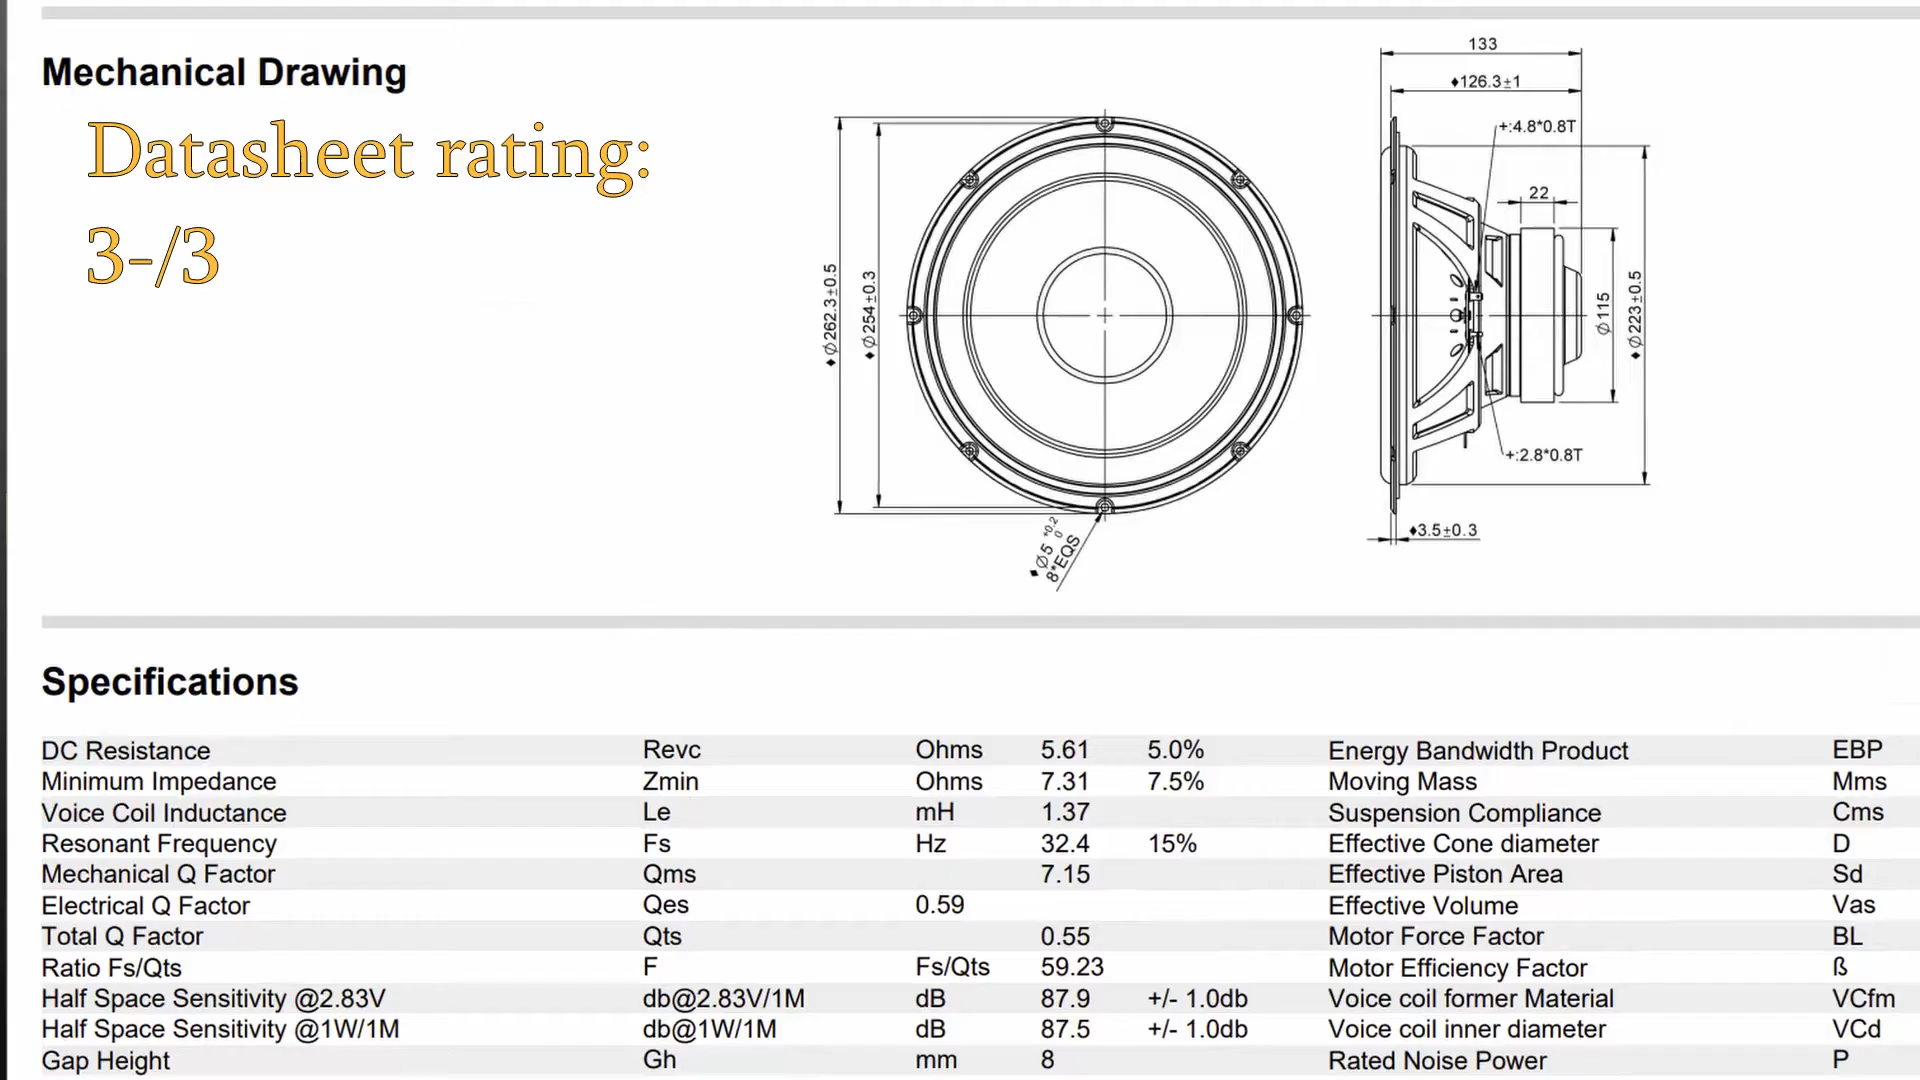 Mechanical Drawing
Datasheet rating:
3-/3
133
♦126.3±1
+:4.8*0.8T
22
♦∅262.3±0.5
♦∅254±0.3
∅115
♦∅223±0.5
+:2.8*0.8T
♦3.5±0.3
♦∅5 +0.2 0
8*EQS
Specifications
DC Resistance Revc Ohms 5.61 5.0% Energy Bandwidth Product EBP
Minimum Impedance Zmin Ohms 7.31 7.5% Moving Mass Mms
Voice Coil Inductance Le mH 1.37 Suspension Compliance Cms
Resonant Frequency Fs Hz 32.4 15% Effective Cone diameter D
Mechanical Q Factor Qms 7.15 Effective Piston Area Sd
Electrical Q Factor Qes 0.59 Effective Volume Vas
Total Q Factor Qts 0.55 Motor Force Factor BL
Ratio Fs/Qts F Fs/Qts 59.23 Motor Efficiency Factor ß
Half Space Sensitivity @2.83V db@2.83V/1M dB 87.9 +/- 1.0db Voice coil former Material VCfm
Half Space Sensitivity @1W/1M db@1W/1M dB 87.5 +/- 1.0db Voice coil inner diameter VCd
Gap Height Gh mm 8 Rated Noise Power P